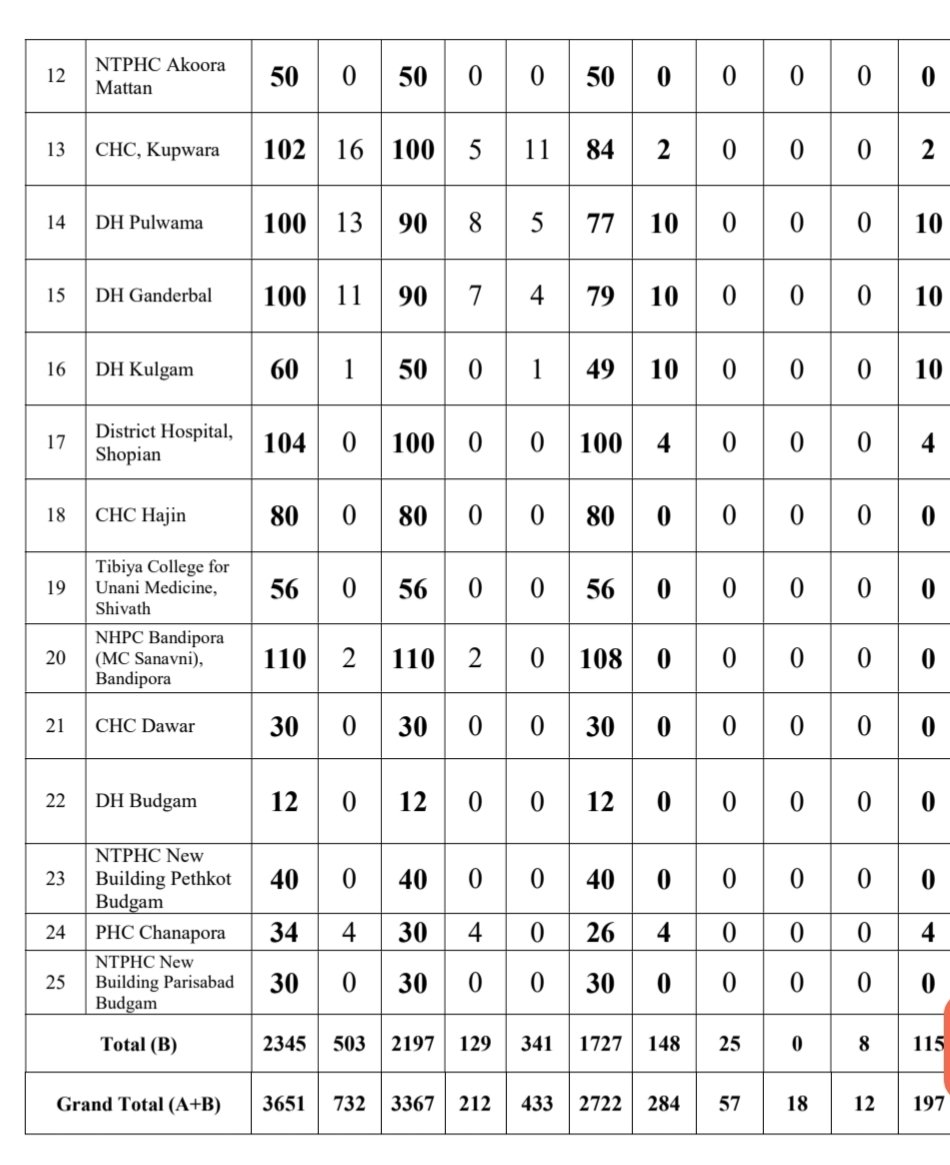 12 NTPHC Akoora Mattan 50 0 50 0 0 50 0 0 0 0 0
13 CHC, Kupwara 102 16 100 5 11 84 2 0 0 0 2
14 DH Pulwama 100 13 90 8 5 77 10 0 0 0 10
15 DH Ganderbal 100 11 90 7 4 79 10 0 0 0 10
16 DH Kulgam 60 1 50 0 1 49 10 0 0 0 10
17 District Hospital, Shopian 104 0 100 0 0 100 4 0 0 0 4
18 CHC Hajin 80 0 80 0 0 80 0 0 0 0 0
19 Tibiya College for Unani Medicine, Shivath 56 0 56 0 0 56 0 0 0 0 0
20 NHPC Bandipora (MC Sanavni), Bandipora 110 2 110 2 0 108 0 0 0 0 0
21 CHC Dawar 30 0 30 0 0 30 0 0 0 0 0
22 DH Budgam 12 0 12 0 0 12 0 0 0 0 0
23 NTPHC New Building Pethkot Budgam 40 0 40 0 0 40 0 0 0 0 0
24 PHC Chanapora 34 4 30 4 0 26 4 0 0 0 4
25 NTPHC New Building Parisabad Budgam 30 0 30 0 0 30 0 0 0 0 0
Total (B) 2345 503 2197 129 341 1727 148 25 0 8 115
Grand Total (A+B) 3651 732 3367 212 433 2722 284 57 18 12 197